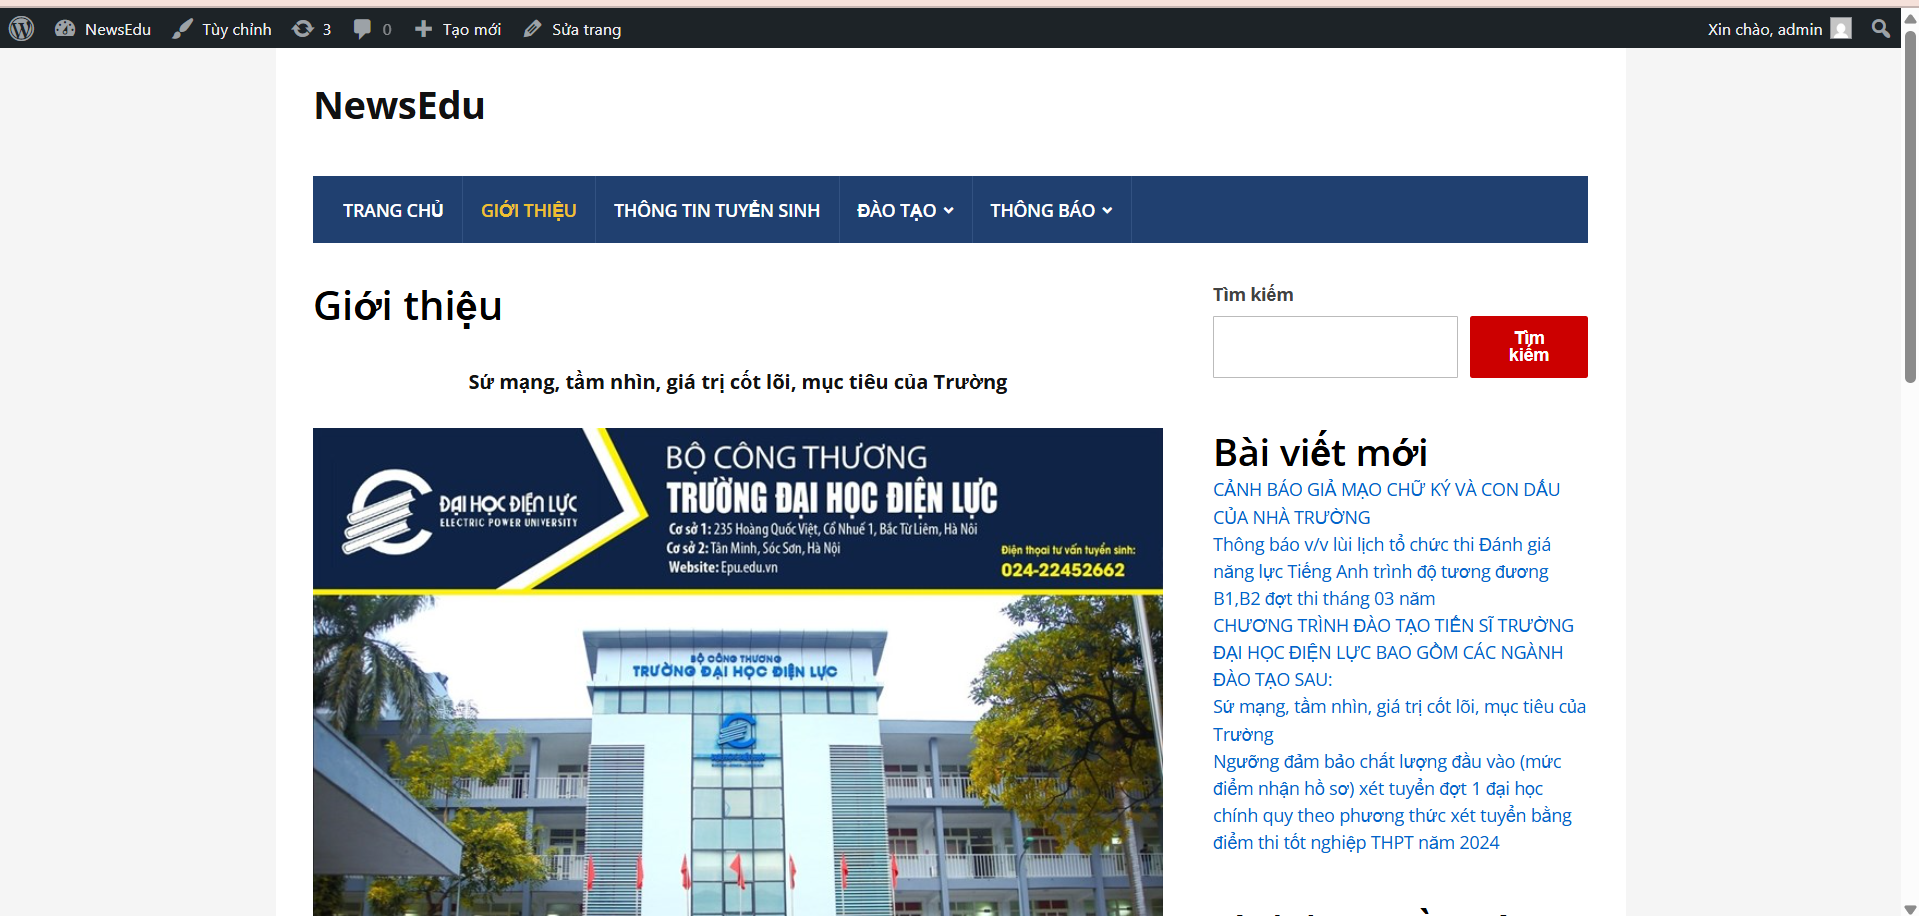 NewsEdu
Tùy chỉnh
3
0
Tạo mới
Sửa trang
Xin chào, admin
NewsEdu
TRANG CHỦ
GIỚI THIỆU
THÔNG TIN TUYỂN SINH
ĐÀO TẠO
THÔNG BÁO
Giới thiệu
Sứ mạng, tầm nhìn, giá trị cốt lõi, mục tiêu của Trường
ĐẠI HỌC ĐIỆN LỰC
ELECTRIC POWER UNIVERSITY
BỘ CÔNG THƯƠNG
TRƯỜNG ĐẠI HỌC ĐIỆN LỰC
Cơ sở 1: 235 Hoàng Quốc Việt, Cổ Nhuế 1, Bắc Từ Liêm, Hà Nôi
Cơ sở 2: Tân Minh, Sóc Sơn, Hà Nội
Website: Epu.edu.vn
Điện thoại tư vấn tuyển sinh:
024-22452662
BỘ CÔNG THƯƠNG
TRƯỜNG ĐẠI HỌC ĐIỆN LỰC
Tìm kiếm
Tìm
kiếm
Bài viết mới
CẢNH BÁO GIẢ MẠO CHỮ KÝ VÀ CON DẤU
CỦA NHÀ TRƯỜNG
Thông báo v/v lùi lịch tổ chức thi Đánh giá
năng lực Tiếng Anh trình độ tương đương
B1,B2 đợt thi tháng 03 năm
CHƯƠNG TRÌNH ĐÀO TẠO TIẾN SĨ TRƯỜNG
ĐẠI HỌC ĐIỆN LỰC BAO GỒM CÁC NGÀNH
ĐÀO TẠO SAU:
Sứ mạng, tầm nhìn, giá trị cốt lõi, mục tiêu của
Trường
Ngưỡng đảm bảo chất lượng đầu vào (mức
điểm nhận hồ sơ) xét tuyển đợt 1 đại học
chính quy theo phương thức xét tuyển bằng
điểm thi tốt nghiệp THPT năm 2024